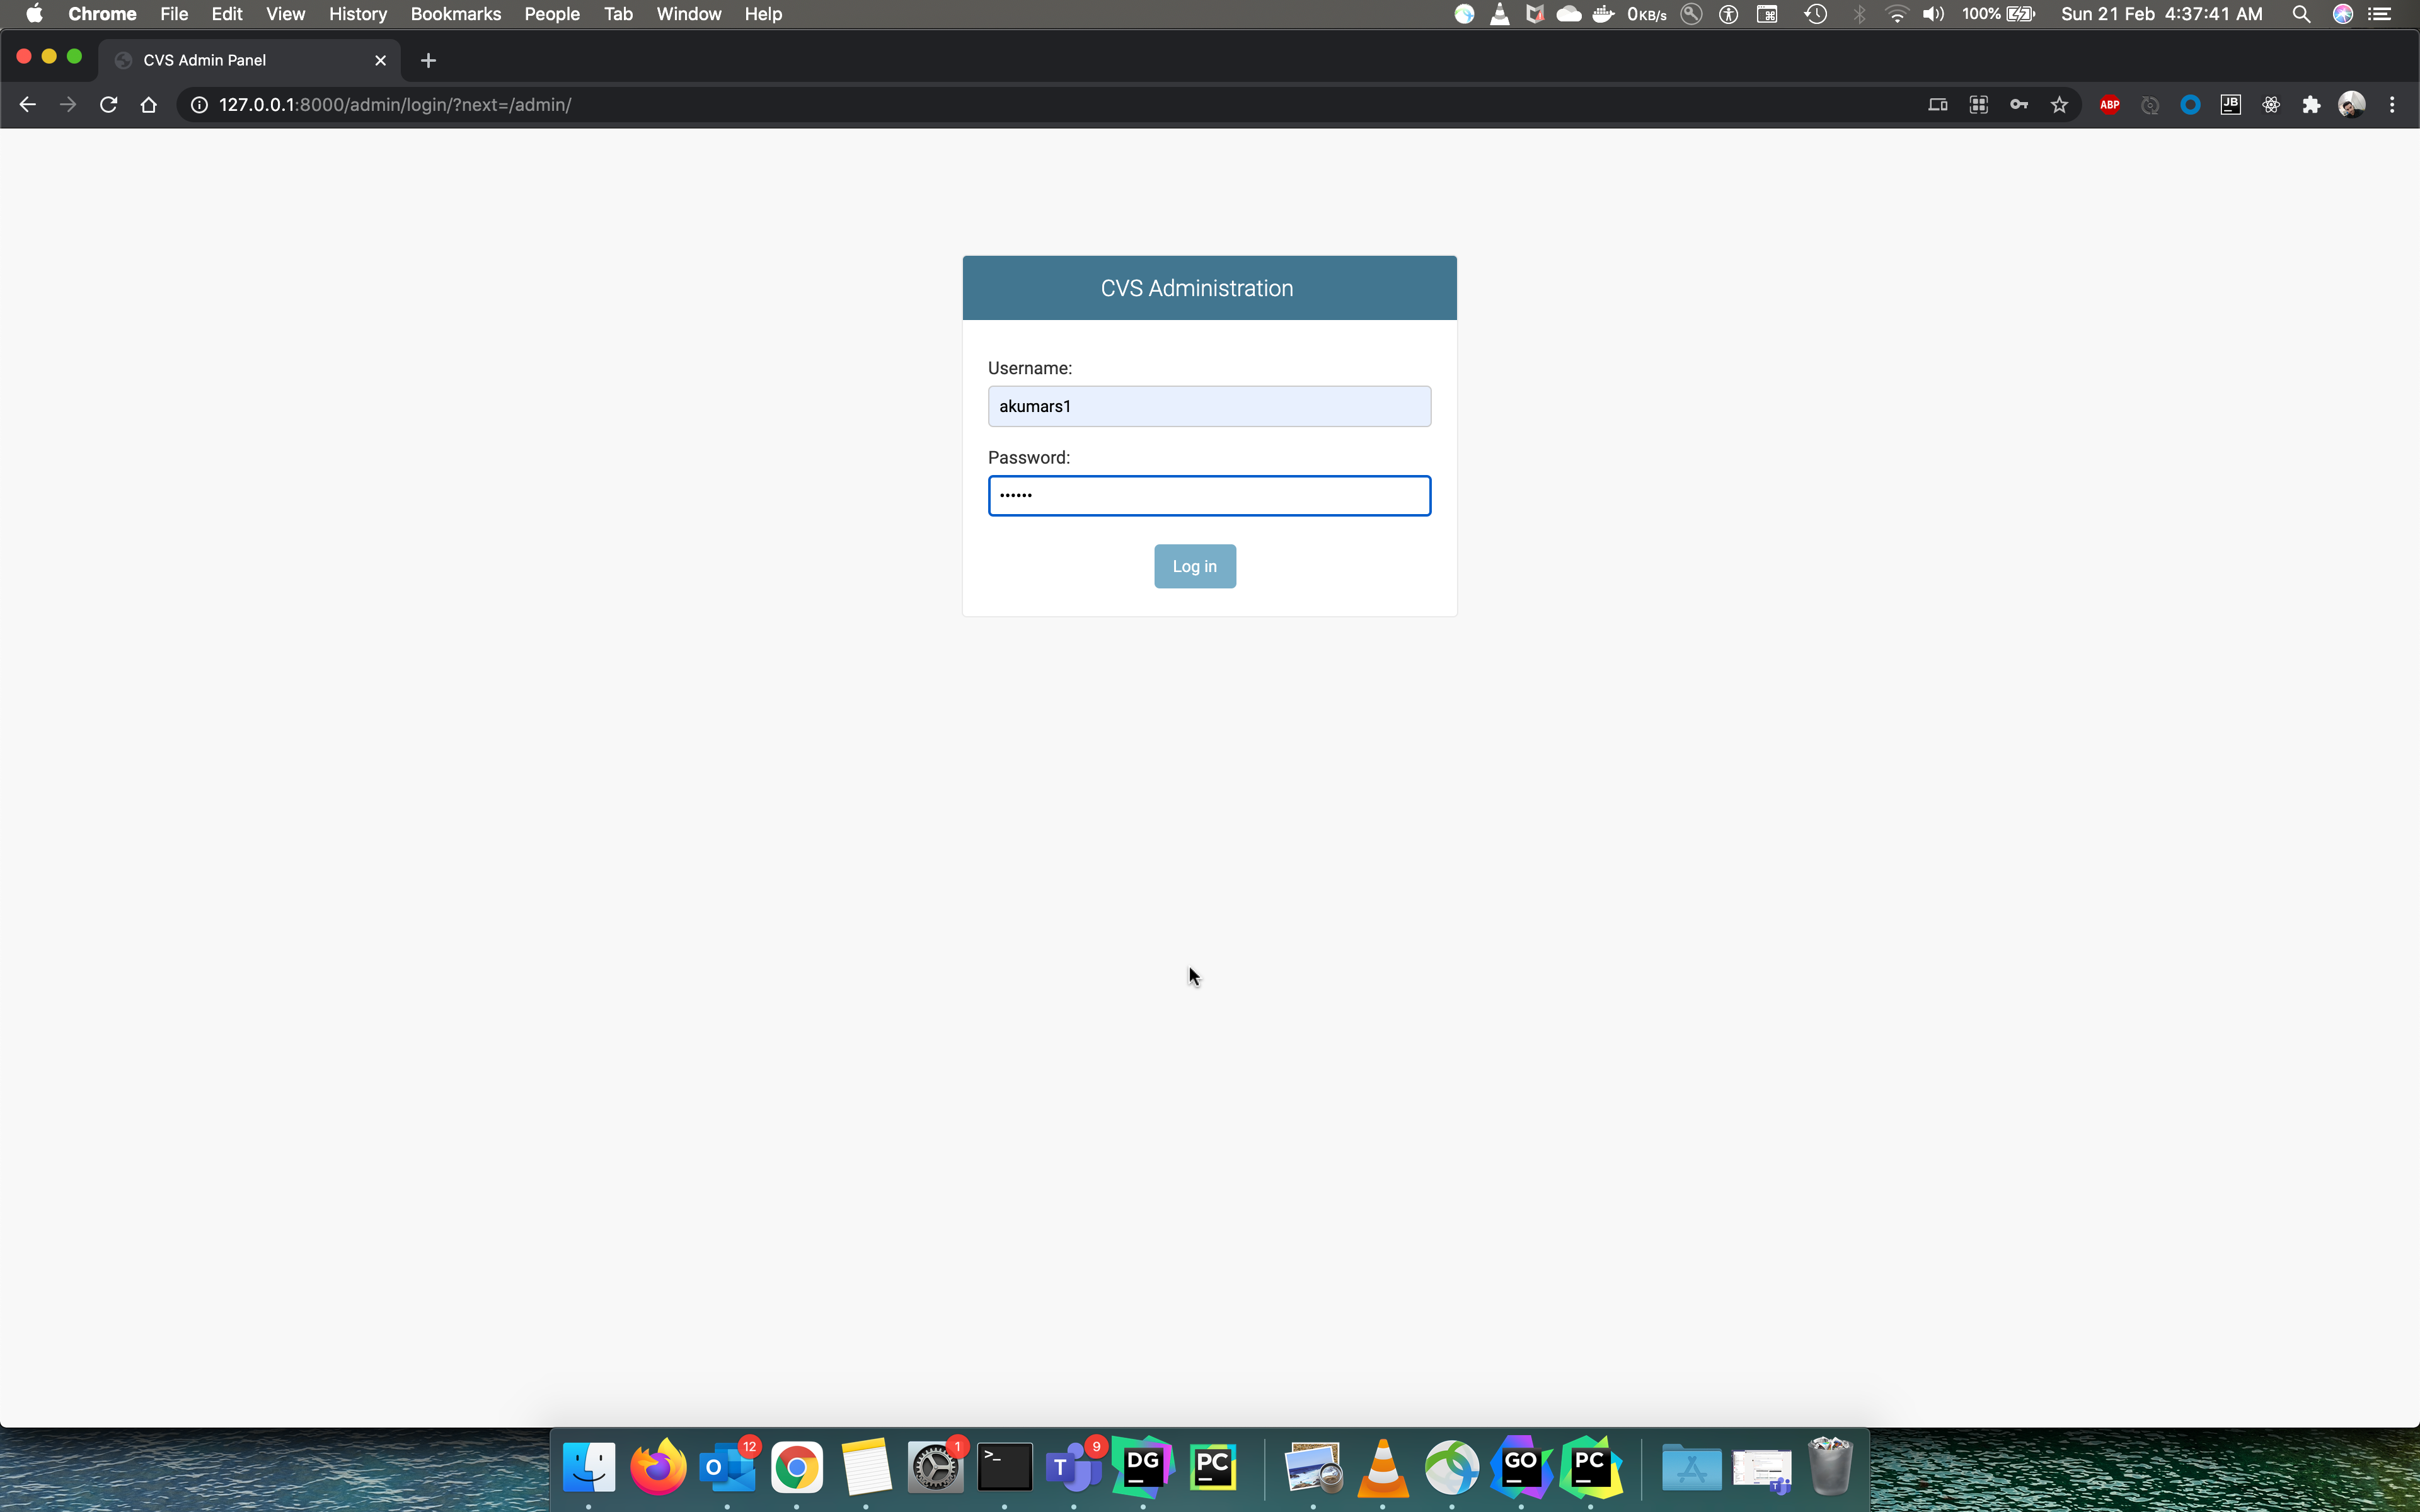 Chrome File Edit View History Bookmarks People Tab Window Help 0KB/s 100% Sun 21 Feb 4:37:41 AM
CVS Admin Panel
127.0.0.1:8000/admin/login/?next=/admin/ ABP JB
CVS Administration
Username:
akumars1
Password:
••••••
Log in
12 1 9
O >_ T DG PC GO PC T